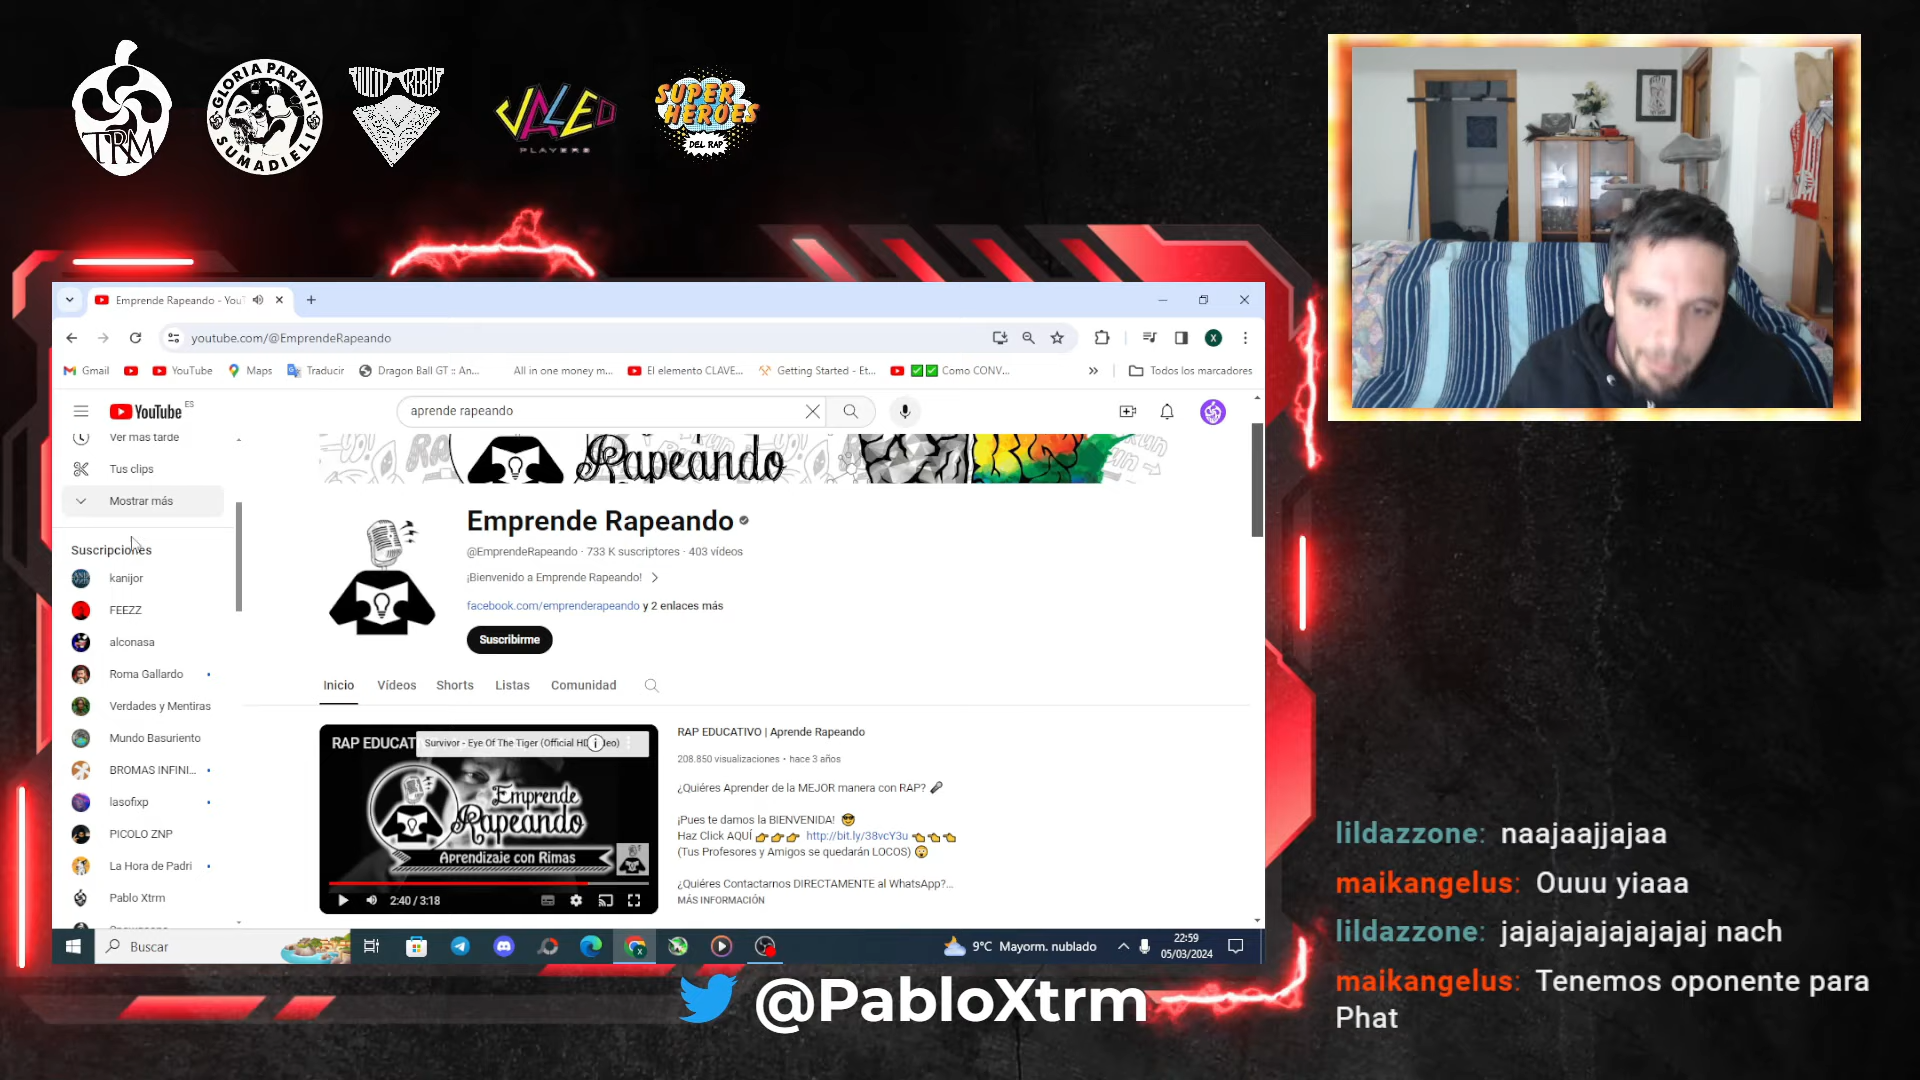 TRM
GLORIA PARATI
SUMADIELI
VALED
PLAYERS
SUPER
HEROES
DEL RAP
Emprende Rapeando - YouT
youtube.com/@EmprendeRapeando
X
Gmail
YouTube
Maps
Traducir
Dragon Ball GT :: An...
All in one money m...
El elemento CLAVE...
Getting Started - Et...
Como CONV...
Todos los marcadores
YouTube ES
aprende rapeando
Ver más tarde
Tus clips
Mostrar más
Suscripciones
kanijor
FEEZZ
alconasa
Roma Gallardo
Verdades y Mentiras
Mundo Basuriento
BROMAS INFINI...
lasofixp
PICOLO ZNP
La Hora de Padri
Pablo Xtrm
Rapeando
Emprende Rapeando
@EmprendeRapeando · 733 K suscriptores · 403 vídeos
¡Bienvenido a Emprende Rapeando!
facebook.com/emprenderapeando y 2 enlaces más
Suscribirme
Inicio
Vídeos
Shorts
Listas
Comunidad
RAP EDUCAT
Survivor - Eye Of The Tiger (Official HD Video)
Emprende
Rapeando
Aprendizaje con Rimas
2:40 / 3:18
RAP EDUCATIVO | Aprende Rapeando
208.850 visualizaciones • hace 3 años
¿Quiéres Aprender de la MEJOR manera con RAP? 🎤
¡Pues te damos la BIENVENIDA! 😎
Haz Click AQUÍ 👉👉👉 http://bit.ly/38vcY3u 👈👈👈
(Tus Profesores y Amigos se quedarán LOCOS) 😮
¿Quiéres Contactarnos DIRECTAMENTE al WhatsApp?...
MÁS INFORMACIÓN
Buscar
9°C Mayorm. nublado
22:59
05/03/2024
@PabloXtrm
lildazzone: naajaajjajaa
maikangelus: Ouuu yiaaa
lildazzone: jajajajajajajajaj nach
maikangelus: Tenemos oponente para
Phat